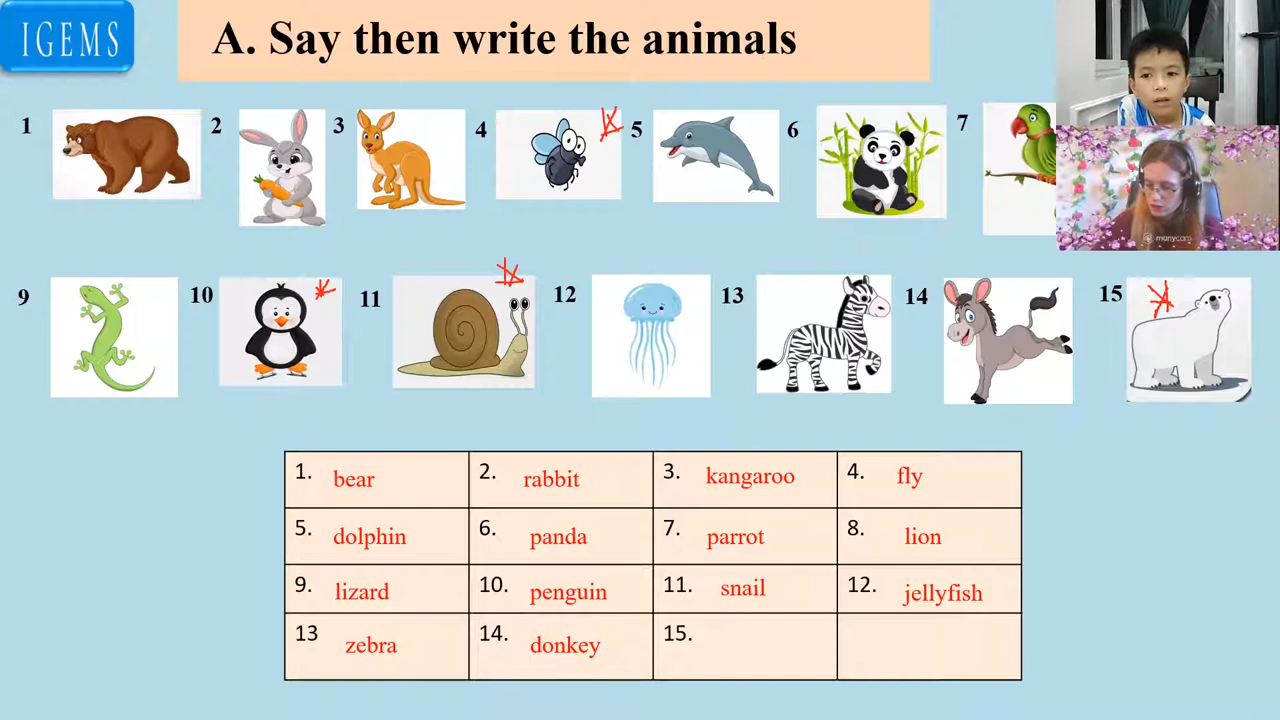 IGEMS
A. Say then write the animals
1 2 3 4 5 6 7
9 10 11 12 13 14 15
1. bear 2. rabbit 3. kangaroo 4. fly
5. dolphin 6. panda 7. parrot 8. lion
9. lizard 10. penguin 11. snail 12. jellyfish
13 zebra 14. donkey 15.
manycam